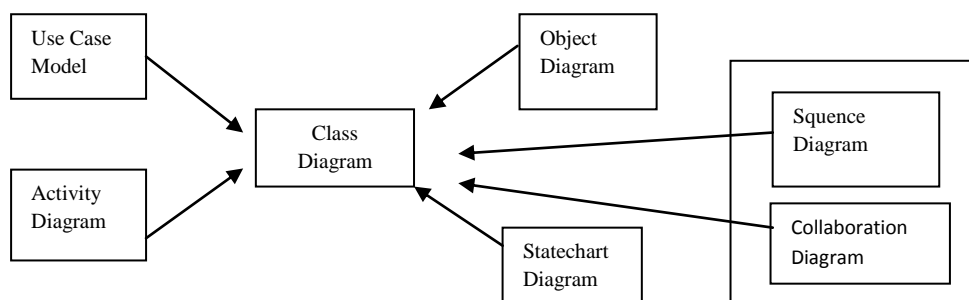 Use Case
Model
Object
Diagram
Squence
Diagram
Class
Diagram
Activity
Diagram
Collaboration
Diagram
Statechart
Diagram